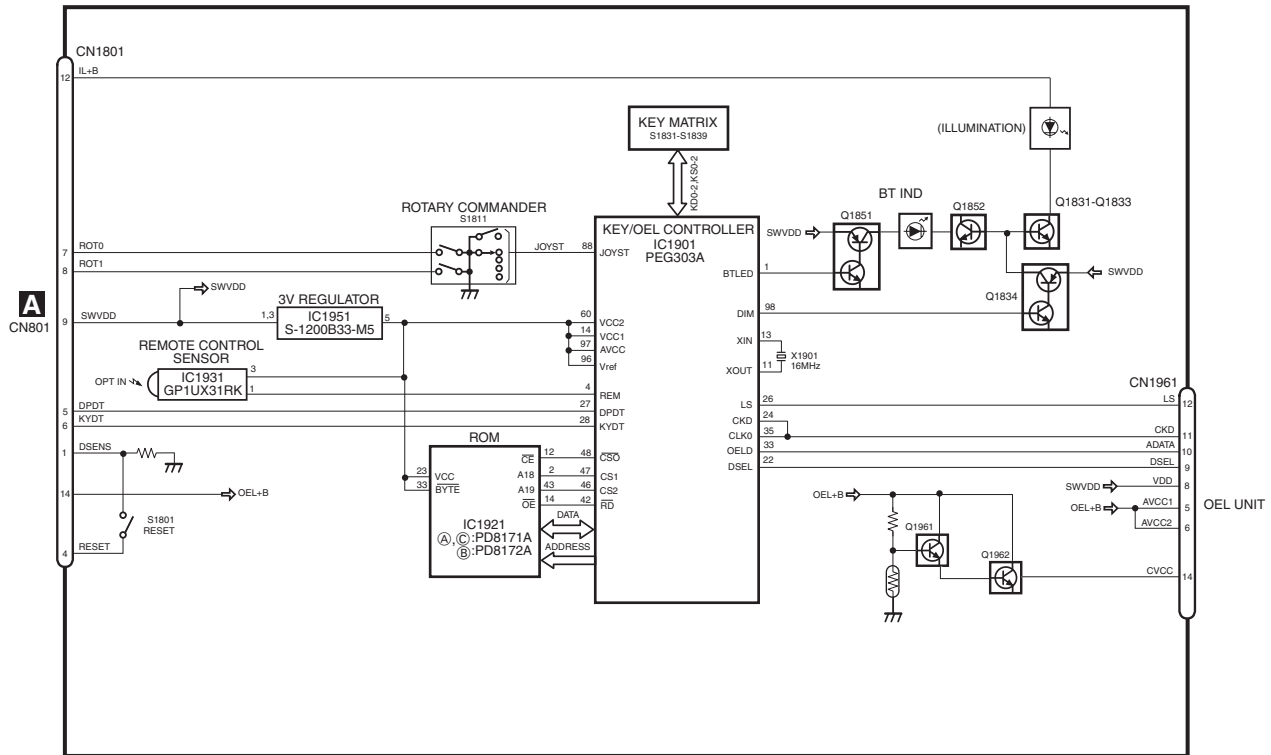 CN1801
12 IL+B
KEY MATRIX
S1831-S1839
KD0-2,KS0-2
(ILLUMINATION)
BT IND
Q1851
Q1852
Q1831-Q1833
SWVDD
ROTARY COMMANDER
S1811
7 ROT0
8 ROT1
JOYST 88 JOYST
KEY/OEL CONTROLLER
IC1901
PEG303A
BTLED 1
Q1834
SWVDD
DIM 98
A
CN801
SWVDD
9 SWVDD
3V REGULATOR
1,3
IC1951
S-1200B33-M5
5
60 VCC2
14 VCC1
97 AVCC
96 Vref
XIN 13
XOUT 11
X1901
16MHz
REMOTE CONTROL
SENSOR
OPT IN
IC1931
GP1UX31RK
3
1
4 REM
5 DPDT
27 DPDT
6 KYDT
28 KYDT
CN1961
LS 26
LS 12
CKD 24
CLK0 35
CKD 11
OELD 33
ADATA 10
DSEL 22
DSEL 9
1 DSENS
14
OEL+B
S1801
RESET
4 RESET
ROM
23 VCC
33 BYTE
CE 12 48 CSO
A18 2 47 CS1
A19 43 46 CS2
OE 14 42 RD
IC1921
Ⓐ,Ⓒ:PD8171A
Ⓑ:PD8172A
DATA
ADDRESS
SWVDD
VDD 8
OEL+B
AVCC1 5
AVCC2 6
OEL UNIT
OEL+B
Q1961
Q1962
CVCC 14